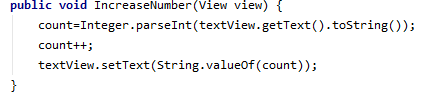 public void IncreaseNumber(View view) {
    count=Integer.parseInt(textView.getText().toString());
    count++;
    textView.setText(String.valueOf(count));
}